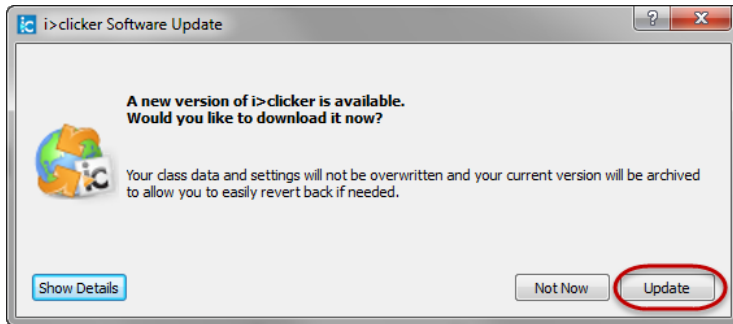 ic i>clicker Software Update
? X
A new version of i>clicker is available.
Would you like to download it now?
ic
Your class data and settings will not be overwritten and your current version will be archived
to allow you to easily revert back if needed.
Show Details Not Now Update